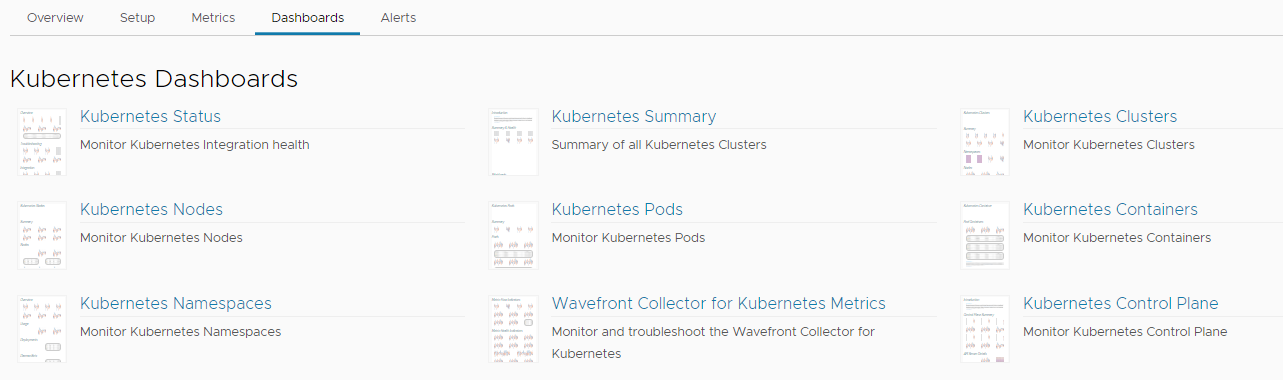 Overview Setup Metrics Dashboards Alerts
Kubernetes Dashboards
Kubernetes Status
Monitor Kubernetes Integration health
Kubernetes Summary
Summary of all Kubernetes Clusters
Kubernetes Clusters
Monitor Kubernetes Clusters
Kubernetes Nodes
Monitor Kubernetes Nodes
Kubernetes Pods
Monitor Kubernetes Pods
Kubernetes Containers
Monitor Kubernetes Containers
Kubernetes Namespaces
Monitor Kubernetes Namespaces
Wavefront Collector for Kubernetes Metrics
Monitor and troubleshoot the Wavefront Collector for
Kubernetes
Kubernetes Control Plane
Monitor Kubernetes Control Plane